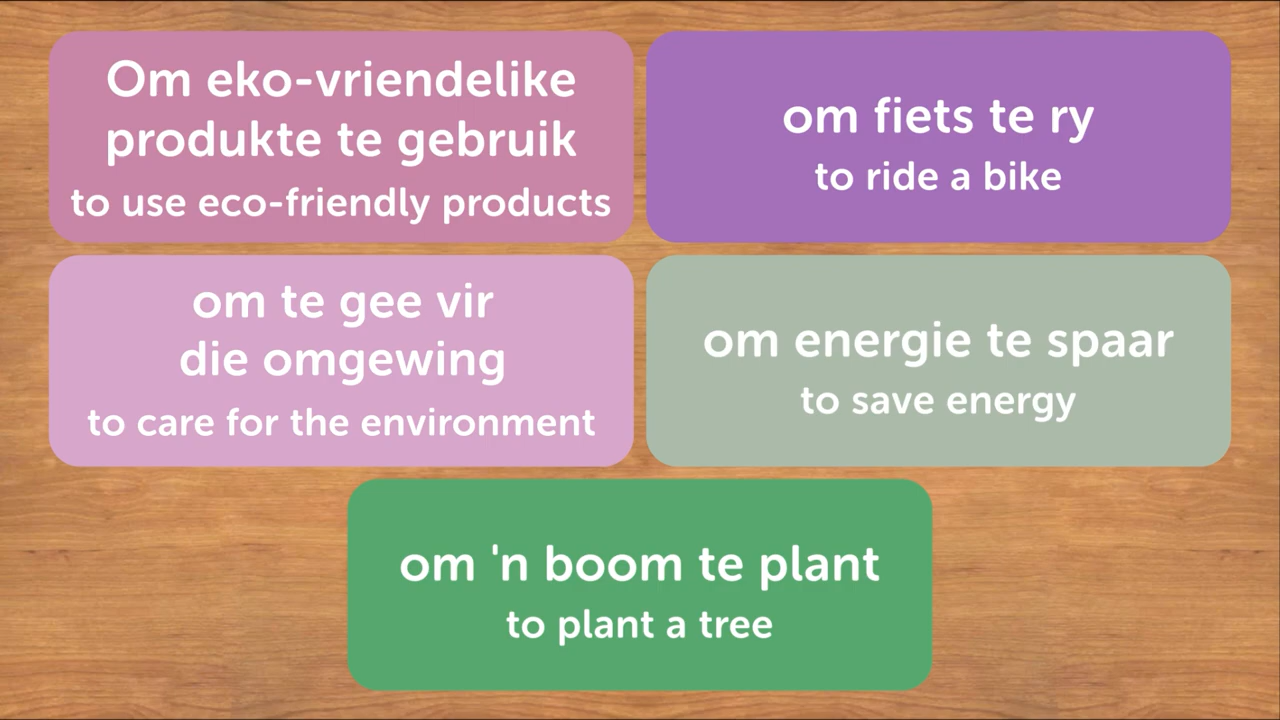 Om eko-vriendelike
produkte te gebruik
to use eco-friendly products
om fiets te ry
to ride a bike
om te gee vir
die omgewing
to care for the environment
om energie te spaar
to save energy
om 'n boom te plant
to plant a tree